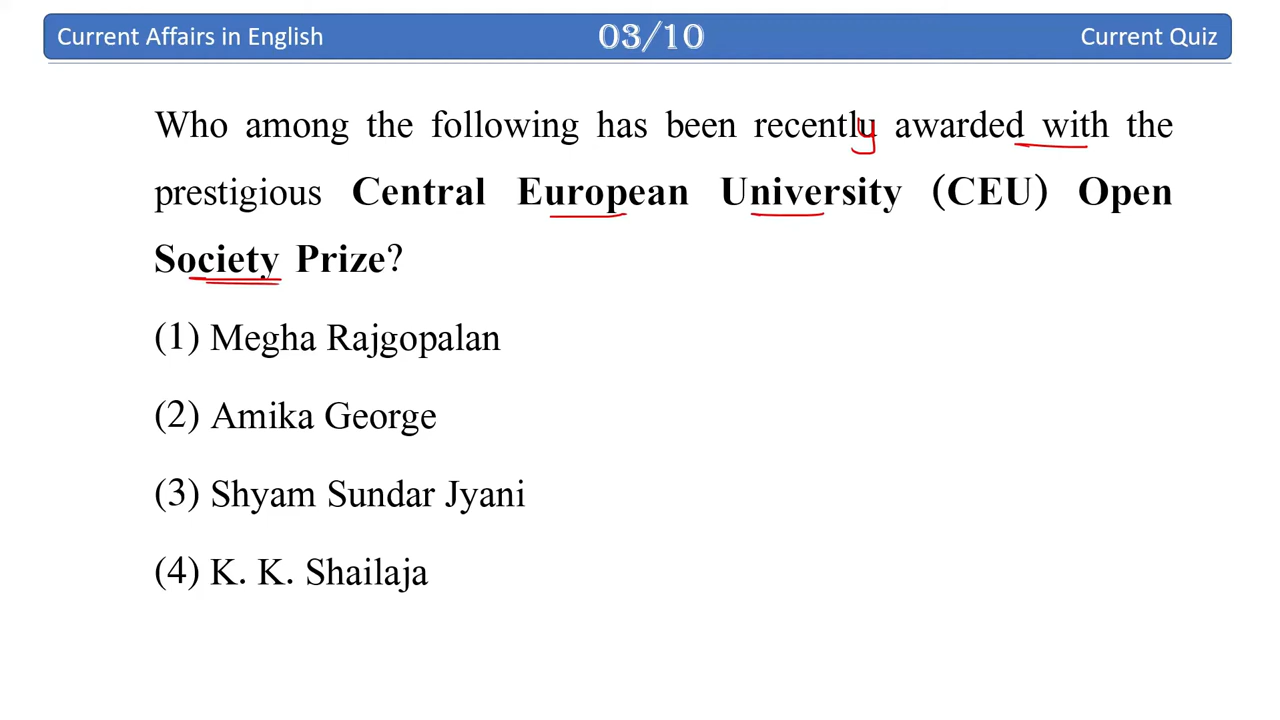 Current Affairs in English 03/10 Current Quiz
Who among the following has been recently awarded with the
prestigious Central European University (CEU) Open
Society Prize?
(1) Megha Rajgopalan
(2) Amika George
(3) Shyam Sundar Jyani
(4) K. K. Shailaja